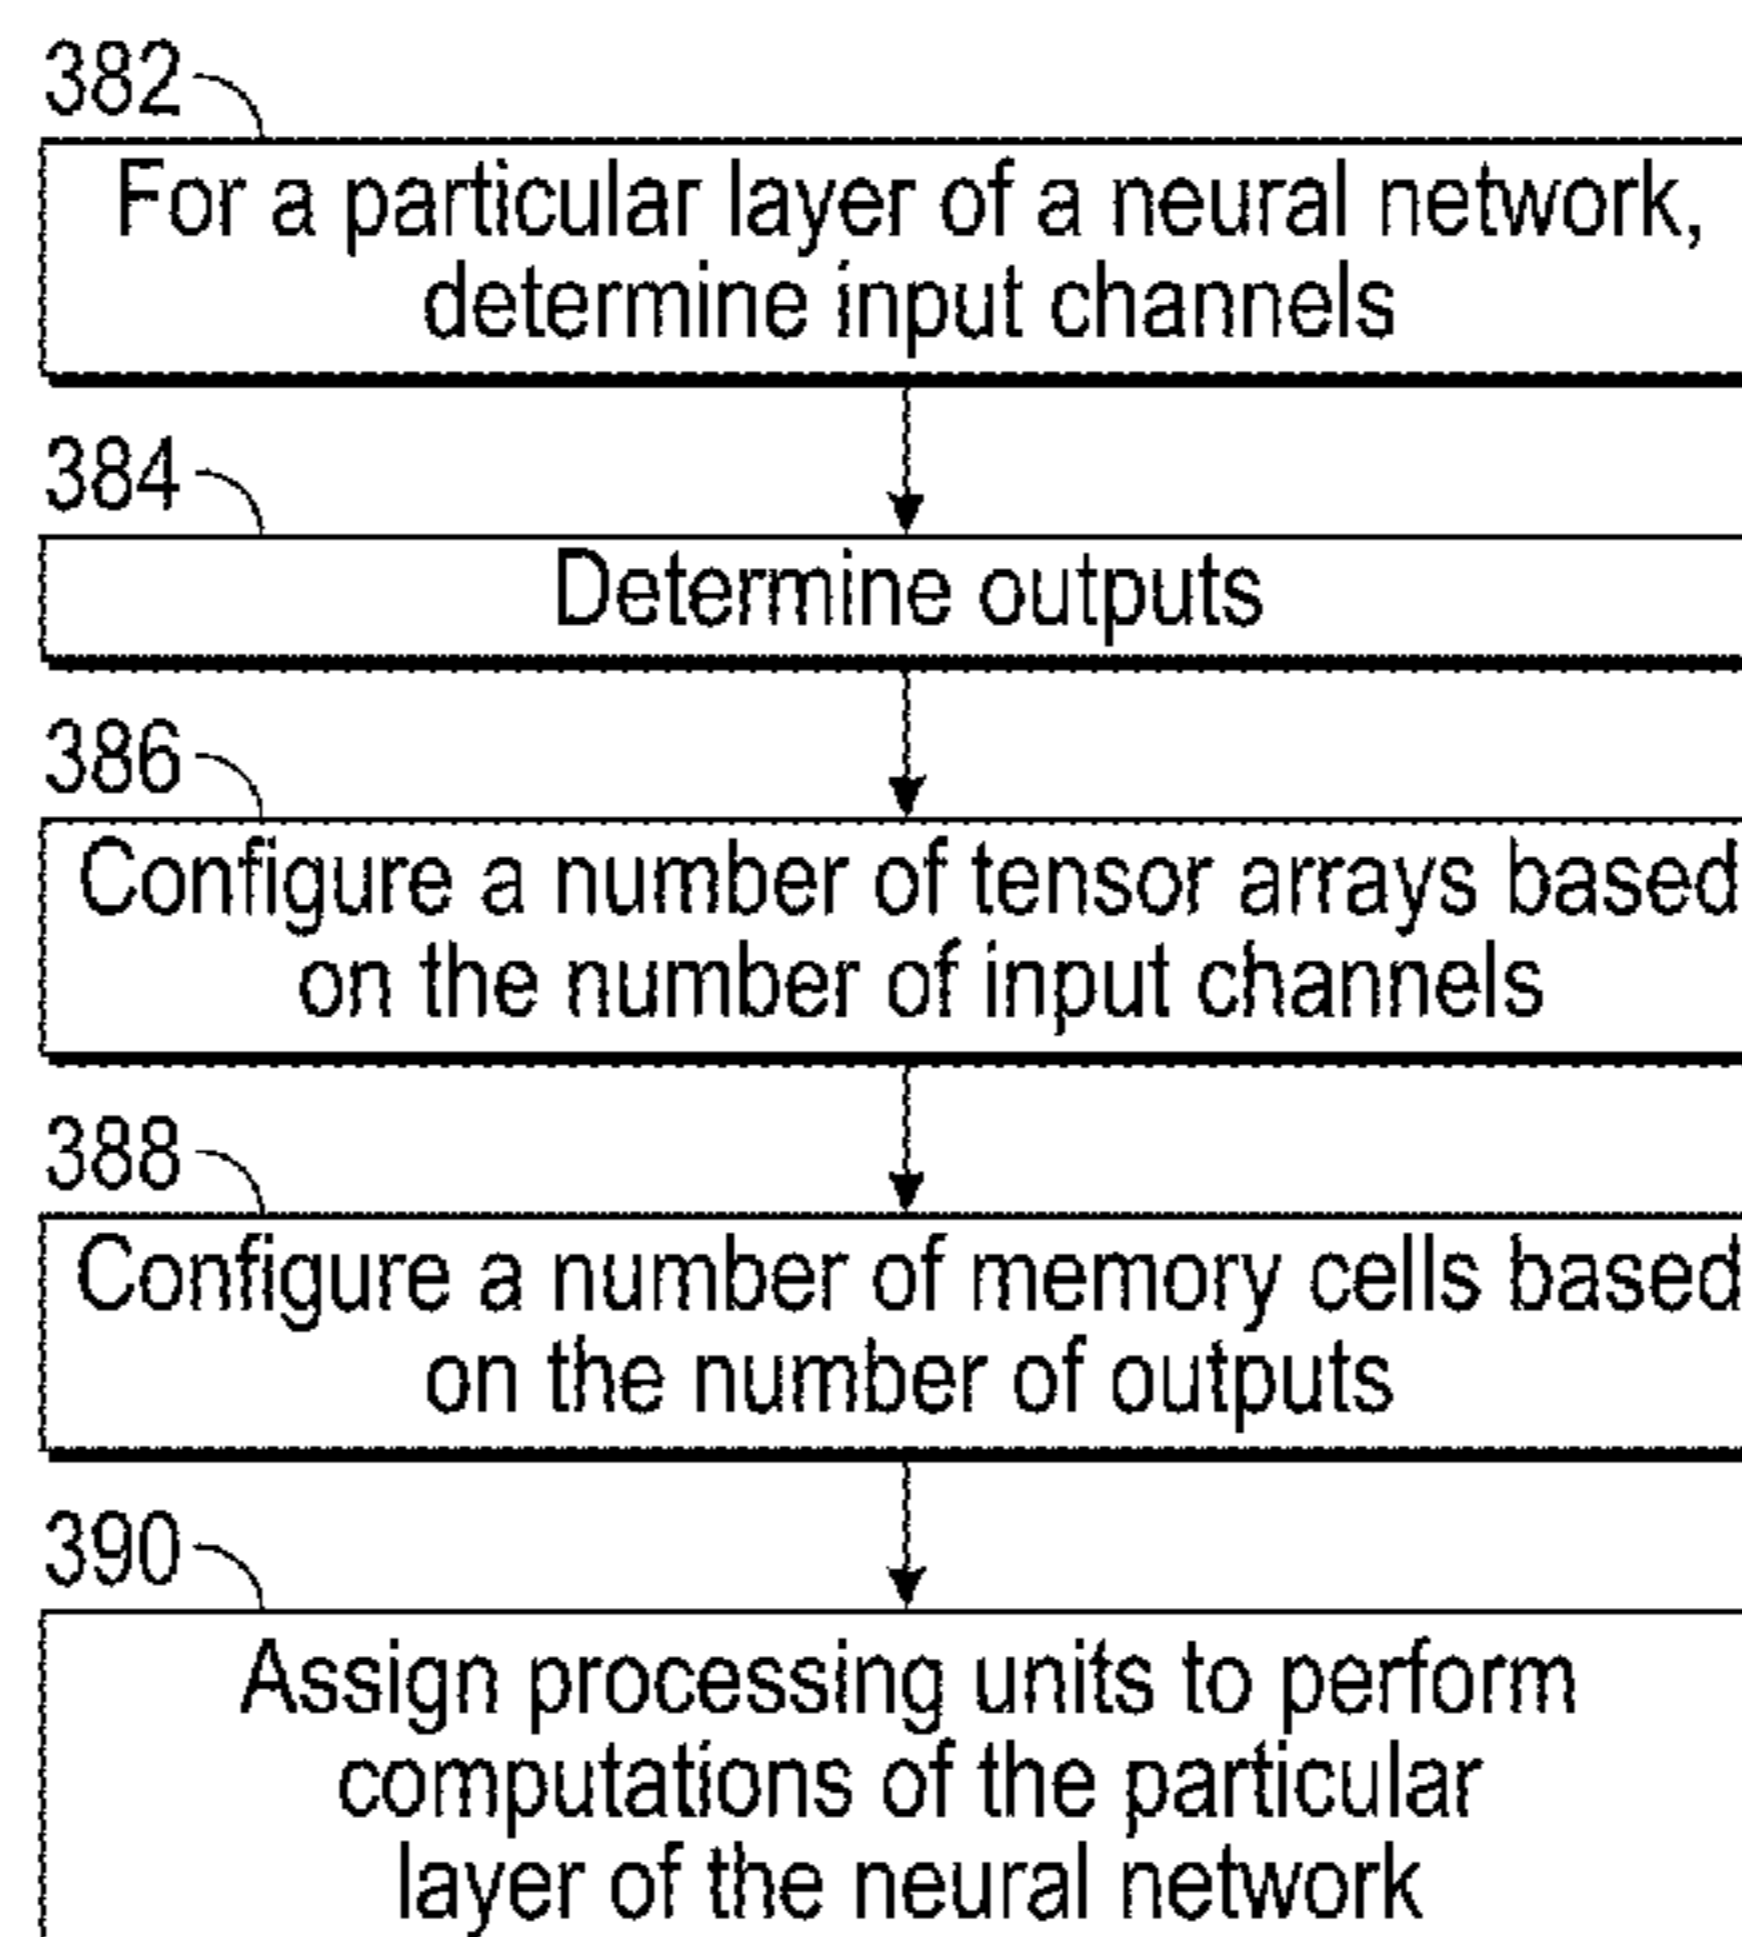 382
For a particular layer of a neural network,
determine input channels
384
Determine outputs
386
Configure a number of tensor arrays based
on the number of input channels
388
Configure a number of memory cells based
on the number of outputs
390
Assign processing units to perform
computations of the particular
layer of the neural network